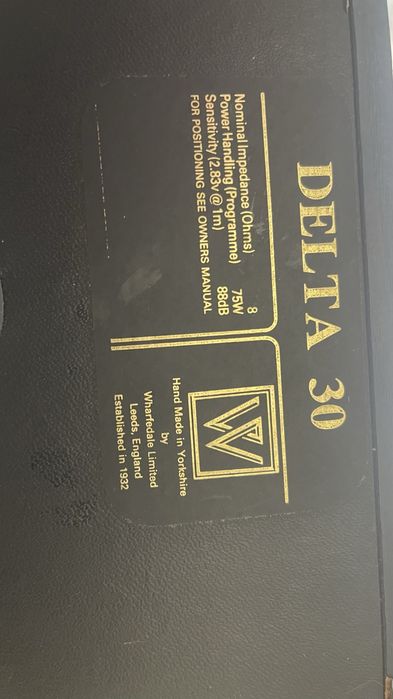 DELTA 30
Nominal Impedance (Ohms) 8
Power Handling (Programme) 75W
Sensitivity (2.83v @ 1m) 88dB
FOR POSITIONING SEE OWNERS MANUAL
W
Hand Made in Yorkshire
by
Wharfedale Limited
Leeds, England
Established in 1932